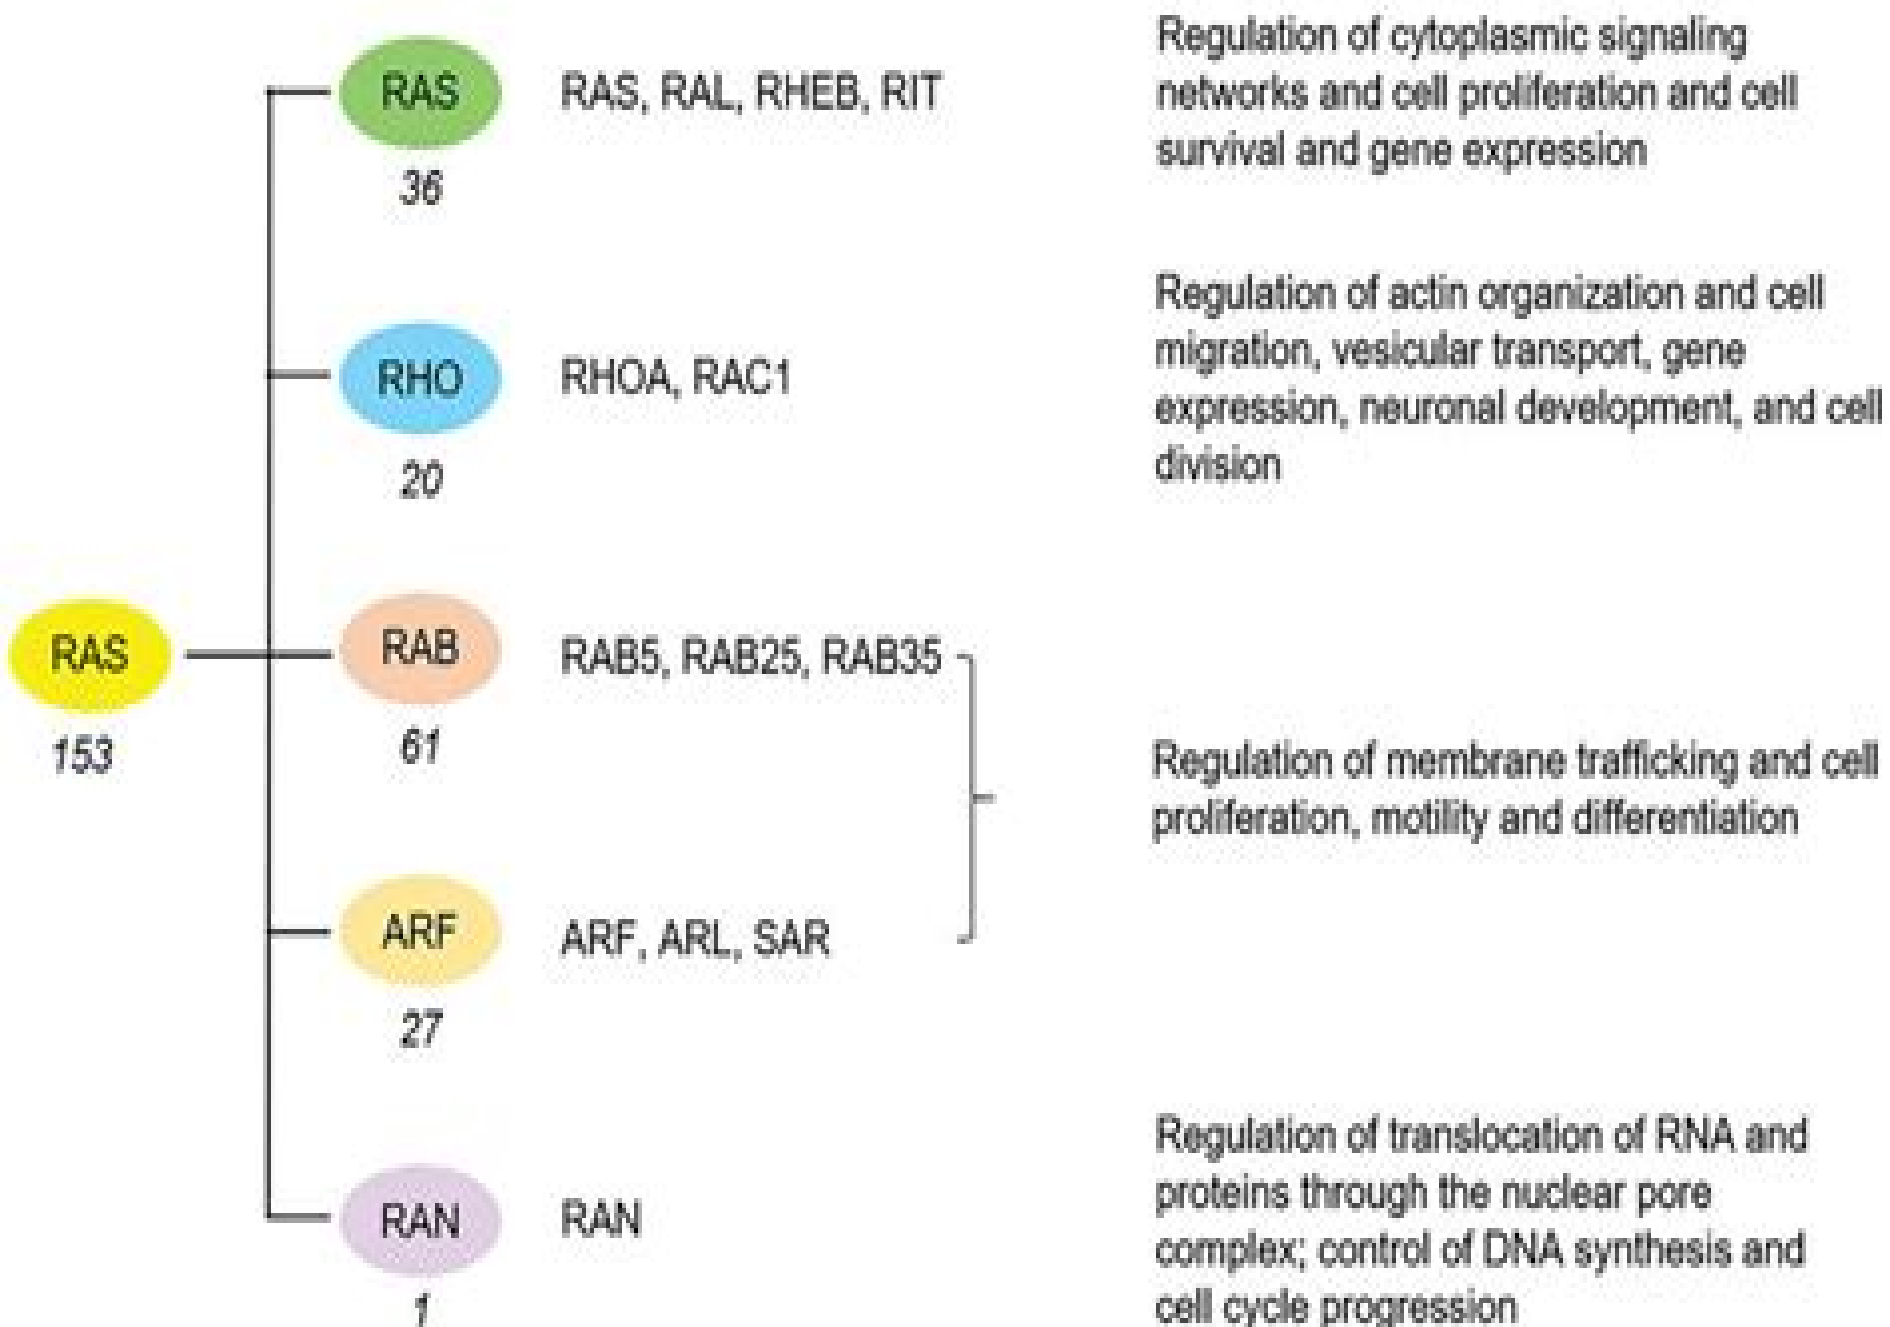 RAS
153
RAS
36
RAS, RAL, RHEB, RIT
Regulation of cytoplasmic signaling
networks and cell proliferation and cell
survival and gene expression
RHO
20
RHOA, RAC1
Regulation of actin organization and cell
migration, vesicular transport, gene
expression, neuronal development, and cell
division
RAB
61
RAB5, RAB25, RAB35
ARF
27
ARF, ARL, SAR
Regulation of membrane trafficking and cell
proliferation, motility and differentiation
RAN
1
RAN
Regulation of translocation of RNA and
proteins through the nuclear pore
complex; control of DNA synthesis and
cell cycle progression